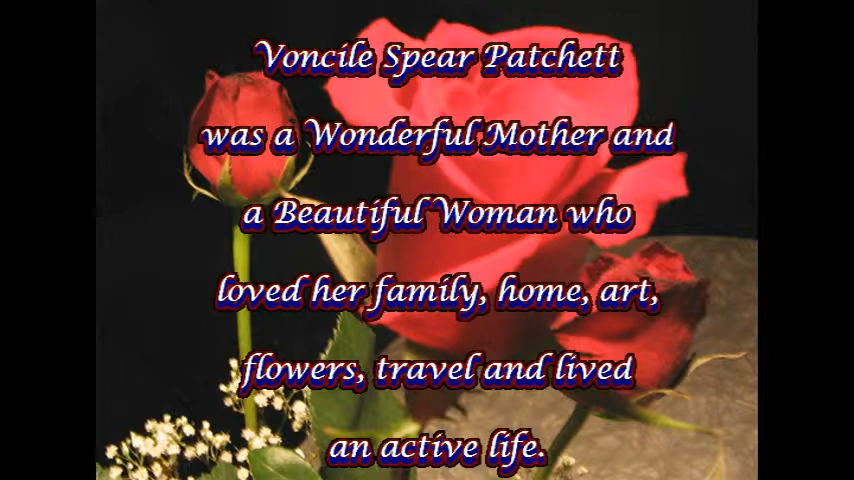 Voncile Spear Patchett
was a Wonderful Mother and
a Beautiful Woman who
loved her family, home, art,
flowers, travel and lived
an active life.